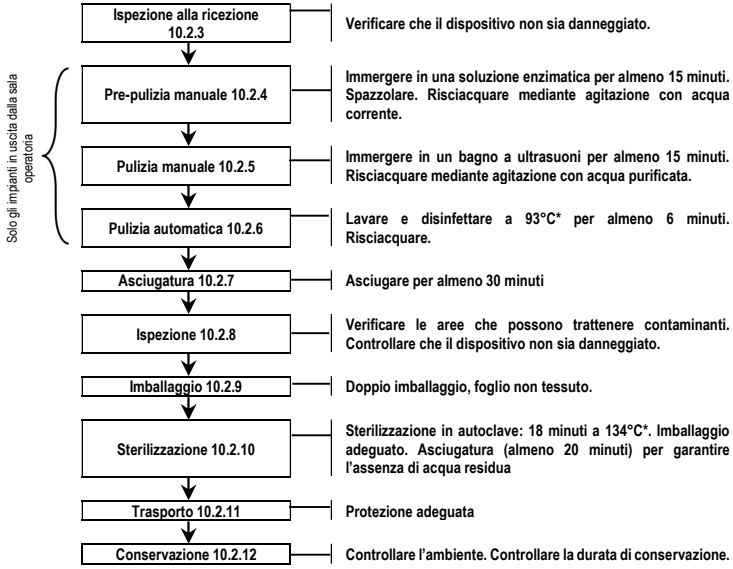 Ispezione alla ricezione
10.2.3
Verificare che il dispositivo non sia danneggiato.
Solo gli impianti in uscita dalla sala
operatoria
Pre-pulizia manuale 10.2.4
Immergere in una soluzione enzimatica per almeno 15 minuti.
Spazzolare. Risciacquare mediante agitazione con acqua
corrente.
Pulizia manuale 10.2.5
Immergere in un bagno a ultrasuoni per almeno 15 minuti.
Risciacquare mediante agitazione con acqua purificata.
Pulizia automatica 10.2.6
Lavare e disinfettare a 93°C* per almeno 6 minuti.
Risciacquare.
Asciugatura 10.2.7
Asciugare per almeno 30 minuti
Ispezione 10.2.8
Verificare le aree che possono trattenere contaminanti.
Controllare che il dispositivo non sia danneggiato.
Imballaggio 10.2.9
Doppio imballaggio, foglio non tessuto.
Sterilizzazione 10.2.10
Sterilizzazione in autoclave: 18 minuti a 134°C*. Imballaggio
adeguato. Asciugatura (almeno 20 minuti) per garantire
l’assenza di acqua residua
Trasporto 10.2.11
Protezione adeguata
Conservazione 10.2.12
Controllare l’ambiente. Controllare la durata di conservazione.